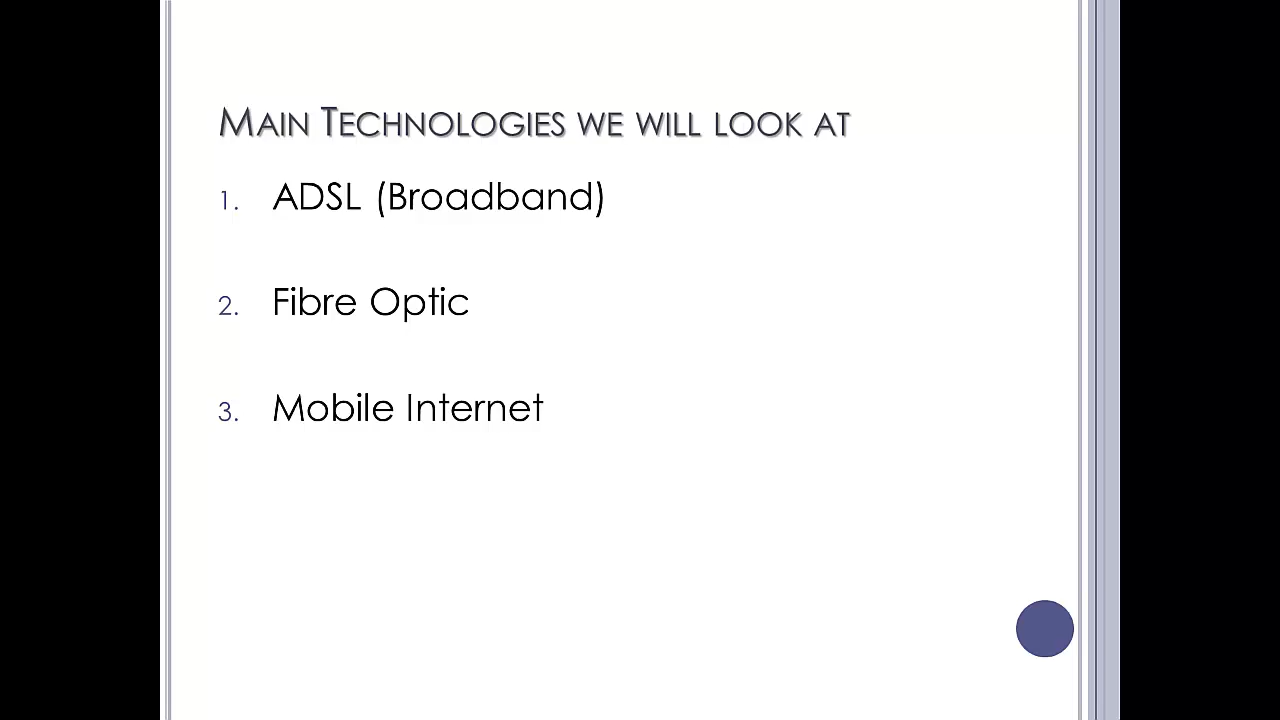 Main Technologies we will look at
1. ADSL (Broadband)
2. Fibre Optic
3. Mobile Internet